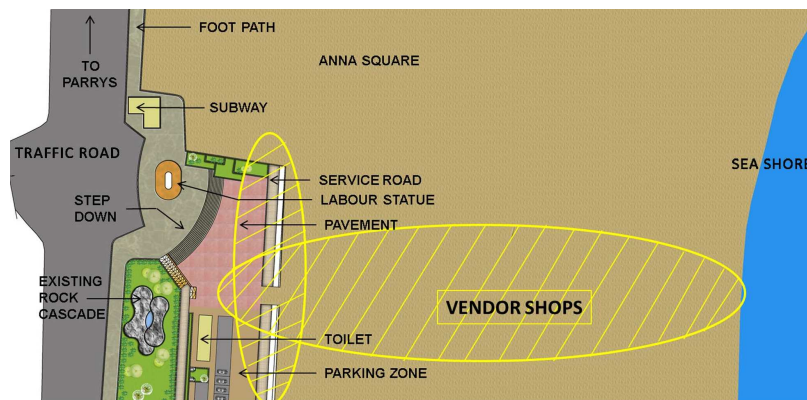 FOOT PATH
TO
PARRYS
ANNA SQUARE
SUBWAY
TRAFFIC ROAD
SEA SHORE
SERVICE ROAD
LABOUR STATUE
STEP
DOWN
PAVEMENT
EXISTING
ROCK
CASCADE
VENDOR SHOPS
TOILET
PARKING ZONE